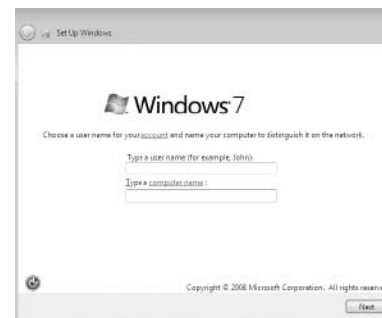 Set Up Windows
Windows 7
Choose a user name for your account and name your computer to distinguish it on the network.
Type a user name (for example, John):
Type a computer name :
Copyright © 2008 Microsoft Corporation. All rights reserve
Next